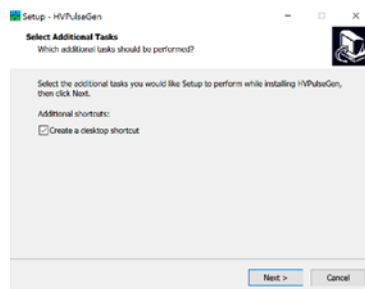 Setup - HVPulseGen
Select Additional Tasks
Which additional tasks should be performed?
Select the additional tasks you would like Setup to perform while installing HVPulseGen,
then click Next.
Additional shortcuts:
Create a desktop shortcut
Next >
Cancel